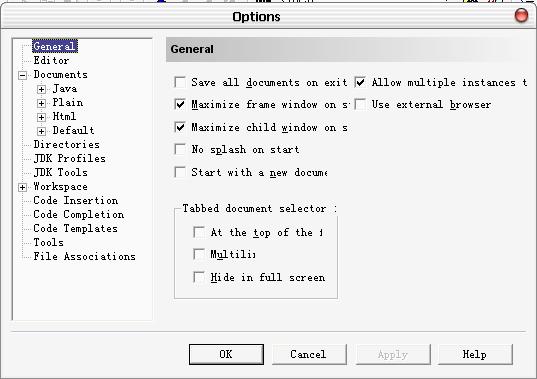 Options
General
Editor
Documents
Java
Plain
Html
Default
Directories
JDK Profiles
JDK Tools
Workspace
Code Insertion
Code Completion
Code Templates
Tools
File Associations
General
Save all documents on exit
Allow multiple instances t
Maximize frame window on s
Use external browser
Maximize child window on s
No splash on start
Start with a new docume
Tabbed document selector
At the top of the f
Multili
Hide in full screen
OK
Cancel
Apply
Help